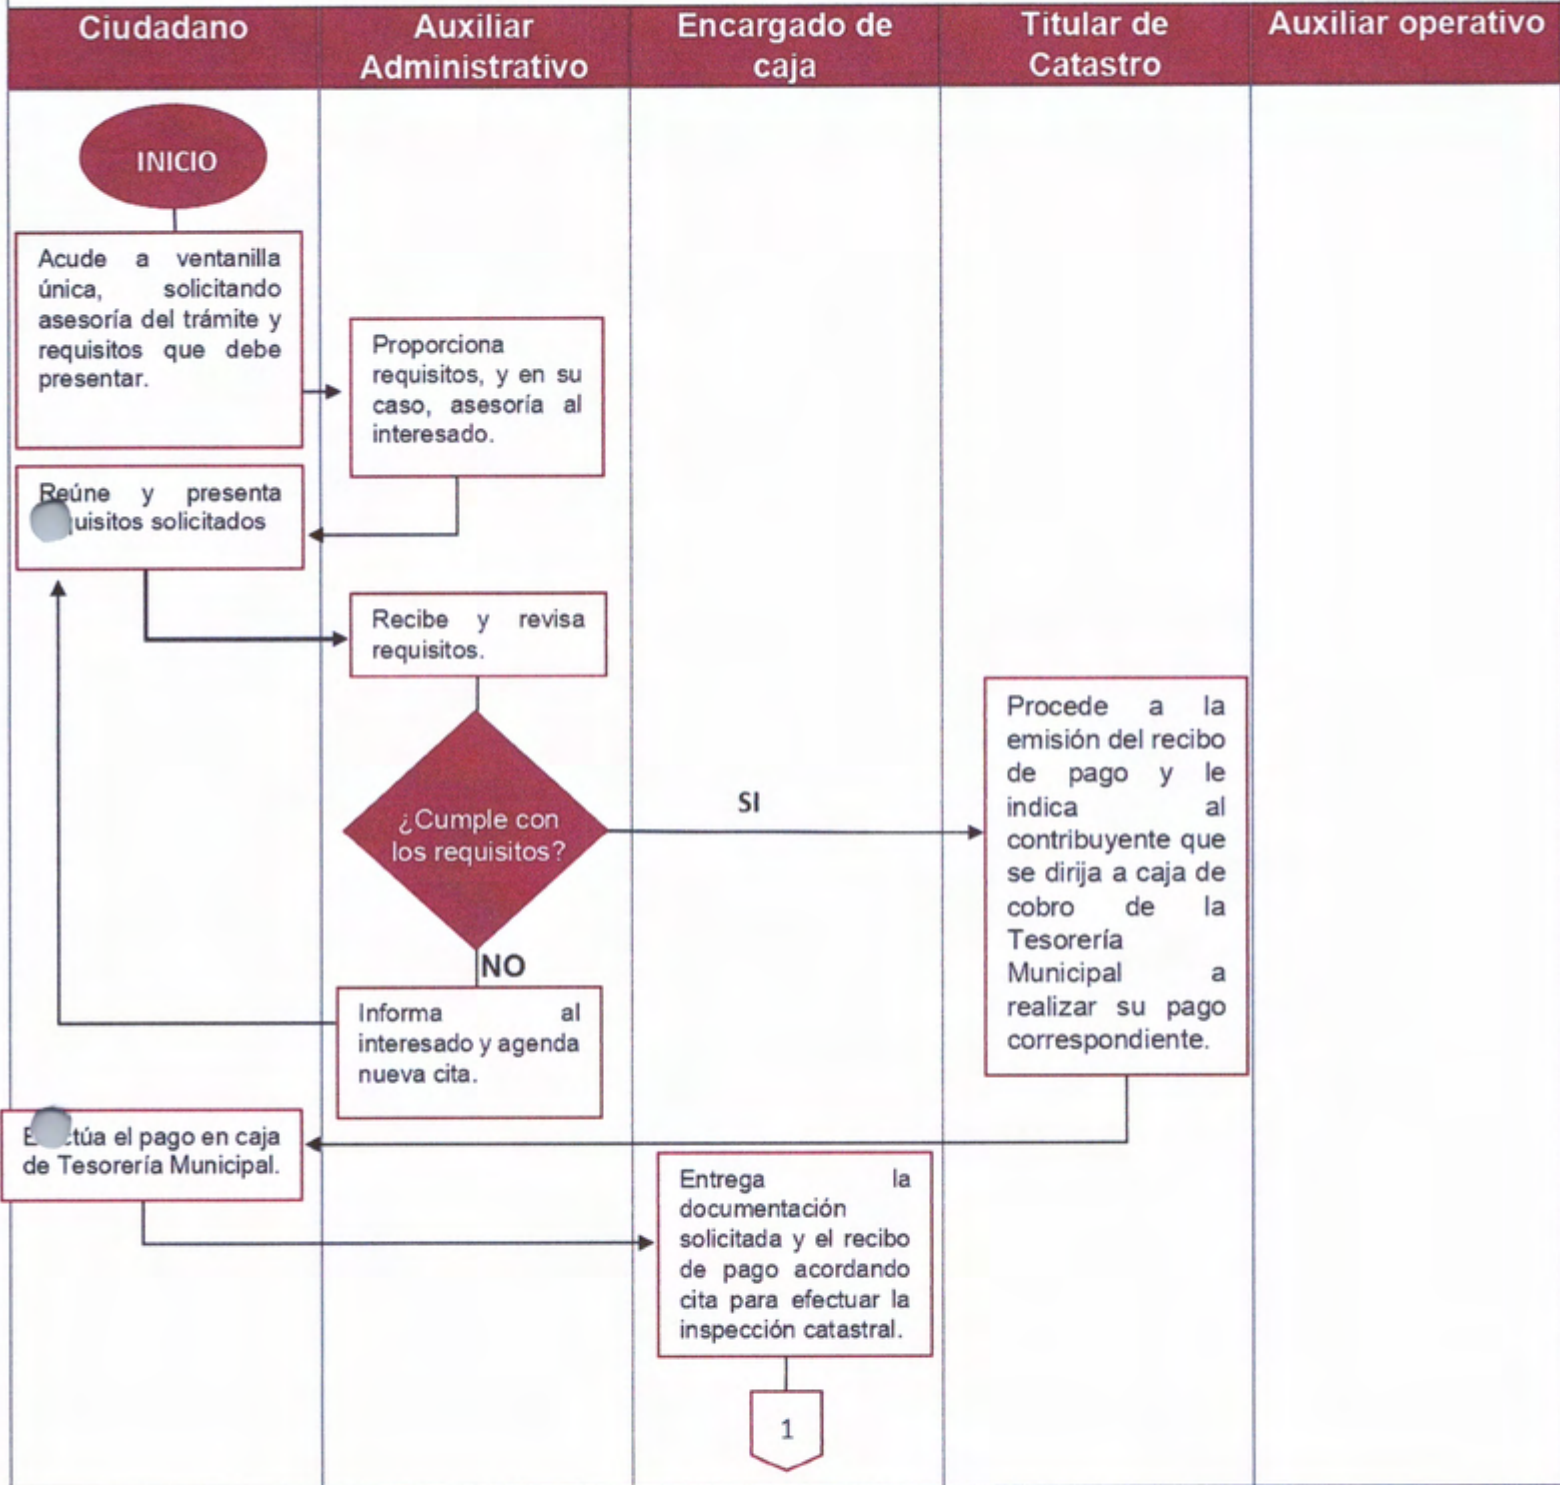 Ciudadano
Auxiliar
Administrativo
Encargado de
caja
Titular de
Catastro
Auxiliar operativo
INICIO
Acude a ventanilla
única, solicitando
asesoría del trámite y
requisitos que debe
presentar.
Proporciona
requisitos, y en su
caso, asesoría al
interesado.
Reúne y presenta
solicitados
Recibe y revisa
requisitos.
¿Cumple con
los requisitos?
SI
Procede a la
emisión del recibo
de pago y le
indica al
contribuyente que
se dirija a caja de
cobro de la
Tesorería
Municipal a
realizar su pago
correspondiente.
NO
Informa al
interesado y agenda
nueva cita.
el pago en caja
de Tesorería Municipal.
Entrega la
documentación
solicitada y el recibo
de pago acordando
cita para efectuar la
inspección catastral.
1